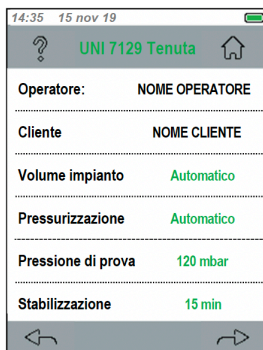 14:35 15 nov 19
? UNI 7129 Tenuta
Operatore: NOME OPERATORE
Cliente NOME CLIENTE
Volume impianto Automatico
Pressurizzazione Automatico
Pressione di prova 120 mbar
Stabilizzazione 15 min